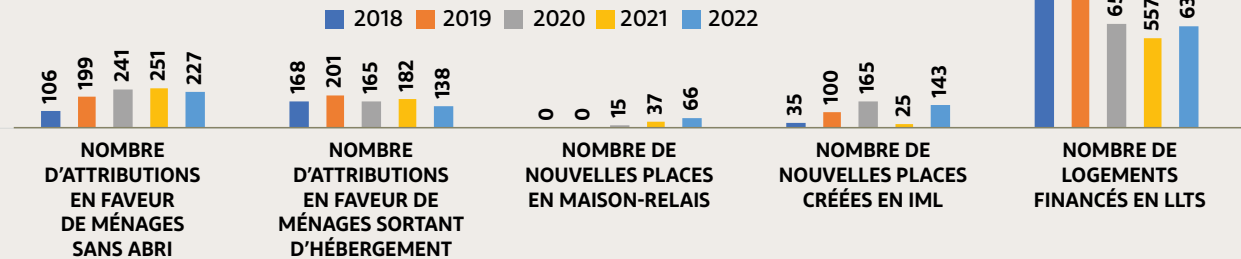 2018 2019 2020 2021 2022
106 199 241 251 227
168 201 165 182 138
0 0 15 37 66
35 100 165 25 143
557
NOMBRE
D'ATTRIBUTIONS
EN FAVEUR
DE MÉNAGES
SANS ABRI
NOMBRE
D'ATTRIBUTIONS
EN FAVEUR DE
MÉNAGES SORTANT
D'HÉBERGEMENT
NOMBRE DE
NOUVELLES PLACES
EN MAISON-RELAIS
NOMBRE DE
NOUVELLES PLACES
CRÉÉES EN IML
NOMBRE DE
LOGEMENTS
FINANCÉS EN LLTS